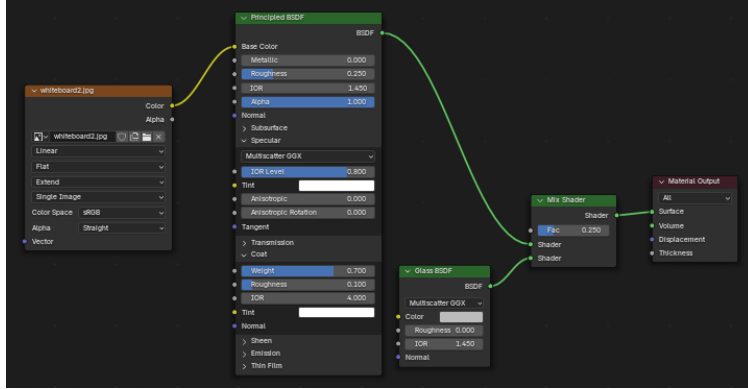 whiteboard2.jpg
Color
Alpha
whiteboard2.jpg
Linear
Flat
Extend
Single Image
Color Space sRGB
Alpha Straight
Vector
Principled BSDF
BSDF
Base Color
Metallic 0.000
Roughness 0.250
IOR 1.450
Alpha 1.000
Normal
Subsurface
Specular
Multiscatter GGX
IOR Level 0.800
Tint
Anisotropic 0.000
Anisotropic Rotation 0.000
Tangent
Transmission
Coat
Weight 0.700
Roughness 0.100
IOR 4.000
Tint
Normal
Sheen
Emission
Thin Film
Glass BSDF
BSDF
Multiscatter GGX
Color
Roughness 0.000
IOR 1.450
Normal
Mix Shader
Shader
Fac 0.250
Shader
Shader
Material Output
All
Surface
Volume
Displacement
Thickness